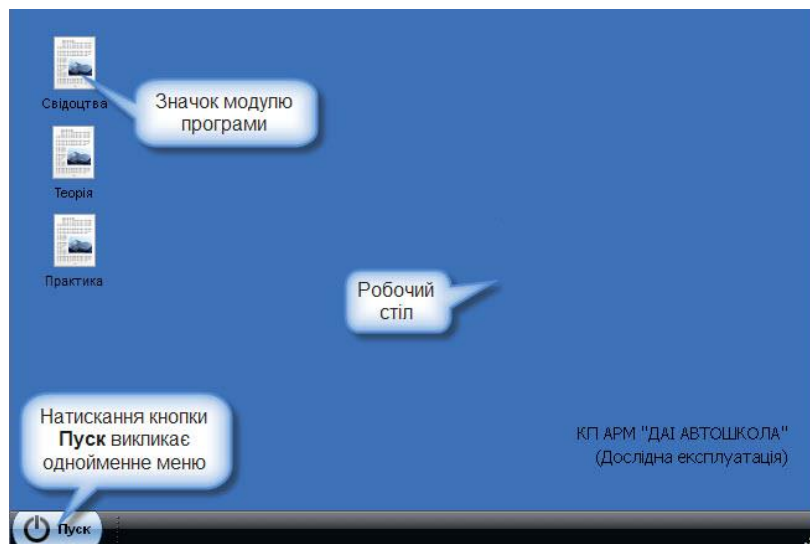 Свідоцтва
Значок модулю
програми
Теорія
Практика
Робочий
стіл
Натискання кнопки
Пуск викликає
однойменне меню
КП АРМ "ДАІ АВТОШКОЛА"
(Дослідна експлуатація)
Пуск